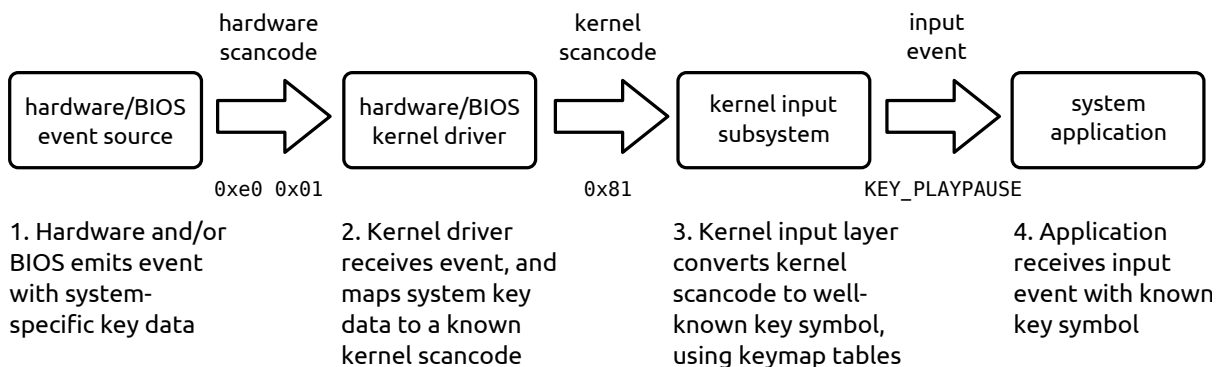 hardware
scancode
kernel
scancode
input
event
hardware/BIOS
event source
hardware/BIOS
kernel driver
kernel input
subsystem
system
application
0xe0 0x01
0x81
KEY_PLAYPAUSE
1. Hardware and/or
BIOS emits event
with system-
specific key data
2. Kernel driver
receives event, and
maps system key
data to a known
kernel scancode
3. Kernel input layer
converts kernel
scancode to well-
known key symbol,
using keymap tables
4. Application
receives input
event with known
key symbol